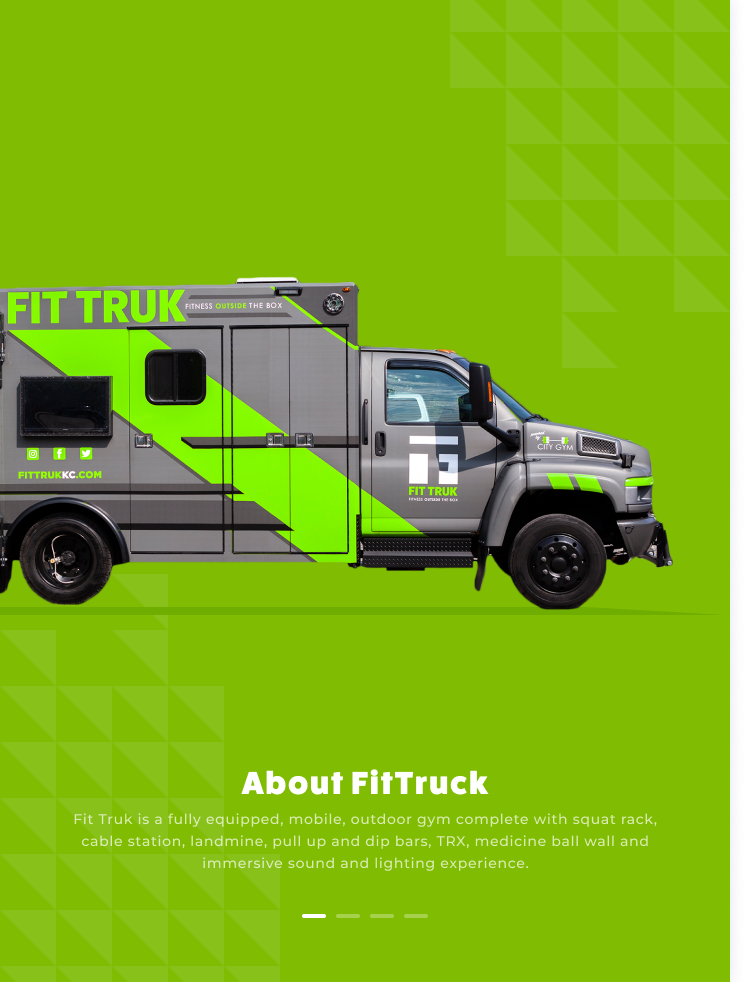 FIT TRUK
FITNESS OUTSIDE THE BOX
FITTRUKKC.COM
CITY GYM
FIT TRUK
FITNESS OUTSIDE THE BOX
About FitTruck
Fit Truk is a fully equipped, mobile, outdoor gym complete with squat rack,
cable station, landmine, pull up and dip bars, TRX, medicine ball wall and
immersive sound and lighting experience.